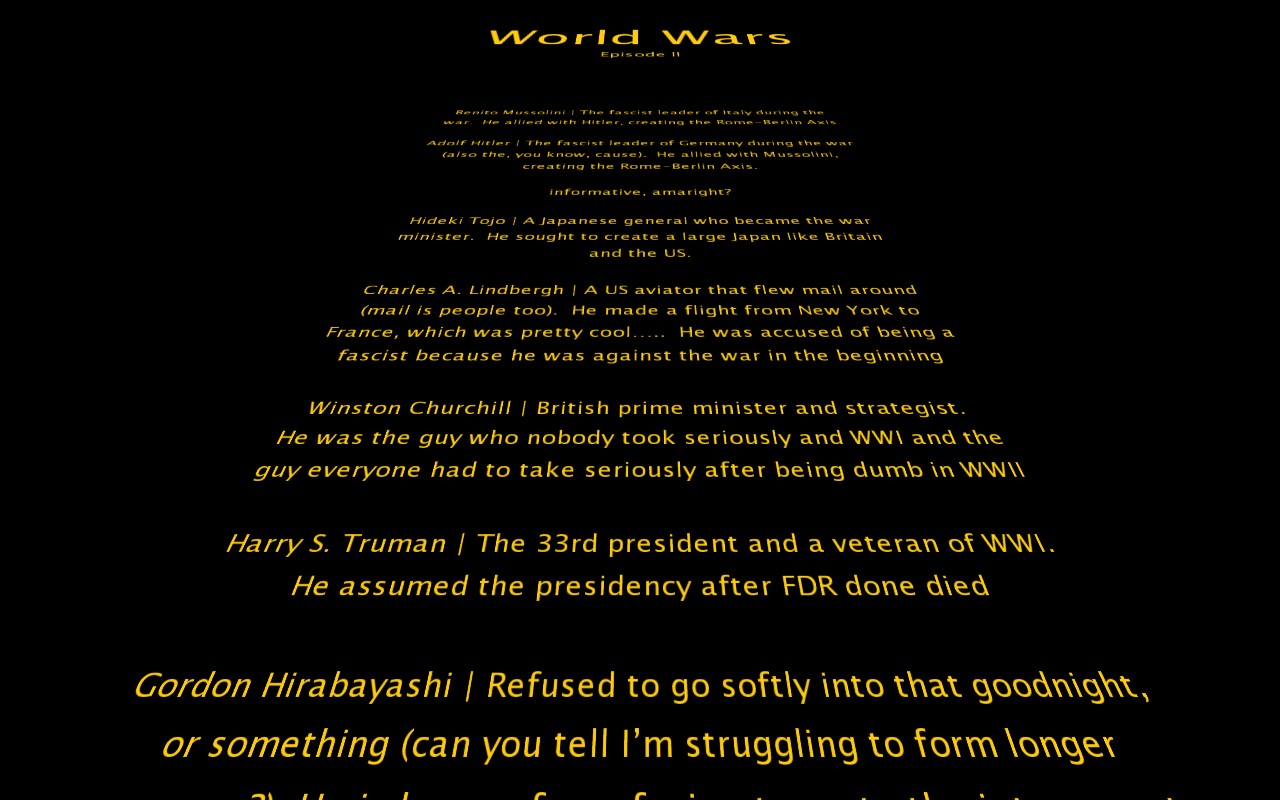 World Wars
Episode II
Benito Mussolini | The fascist leader of Italy during the
war.  He allied with Hitler, creating the Rome-Berlin Axis
Adolf Hitler | The fascist leader of Germany during the war
(also the, you know, cause).  He allied with Mussolini,
creating the Rome-Berlin Axis.
informative, amaright?
Hideki Tojo | A Japanese general who became the war
minister.  He sought to create a large Japan like Britain
and the US.
Charles A. Lindbergh | A US aviator that flew mail around
(mail is people too).  He made a flight from New York to
France, which was pretty cool.....  He was accused of being a
fascist because he was against the war in the beginning
Winston Churchill | British prime minister and strategist.
He was the guy who nobody took seriously and WWI and the
guy everyone had to take seriously after being dumb in WWII
Harry S. Truman | The 33rd president and a veteran of WWI.
He assumed the presidency after FDR done died
Gordon Hirabayashi | Refused to go softly into that goodnight,
or something (can you tell I'm struggling to form longer